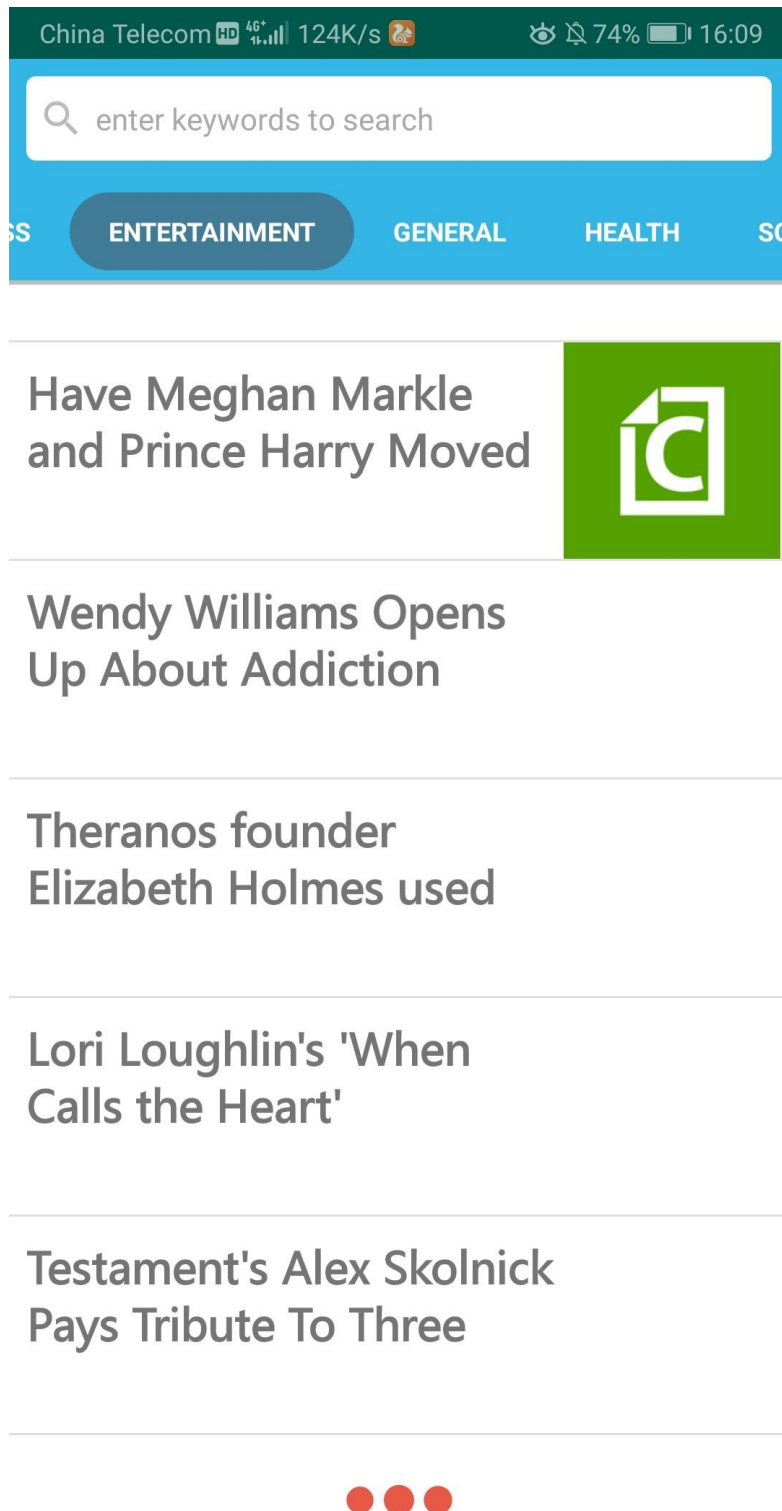 China Telecom HD 4G+ 124K/s 74% 16:09
enter keywords to search
SS ENTERTAINMENT GENERAL HEALTH SC
Have Meghan Markle
and Prince Harry Moved
C
Wendy Williams Opens
Up About Addiction
Theranos founder
Elizabeth Holmes used
Lori Loughlin's 'When
Calls the Heart'
Testament's Alex Skolnick
Pays Tribute To Three